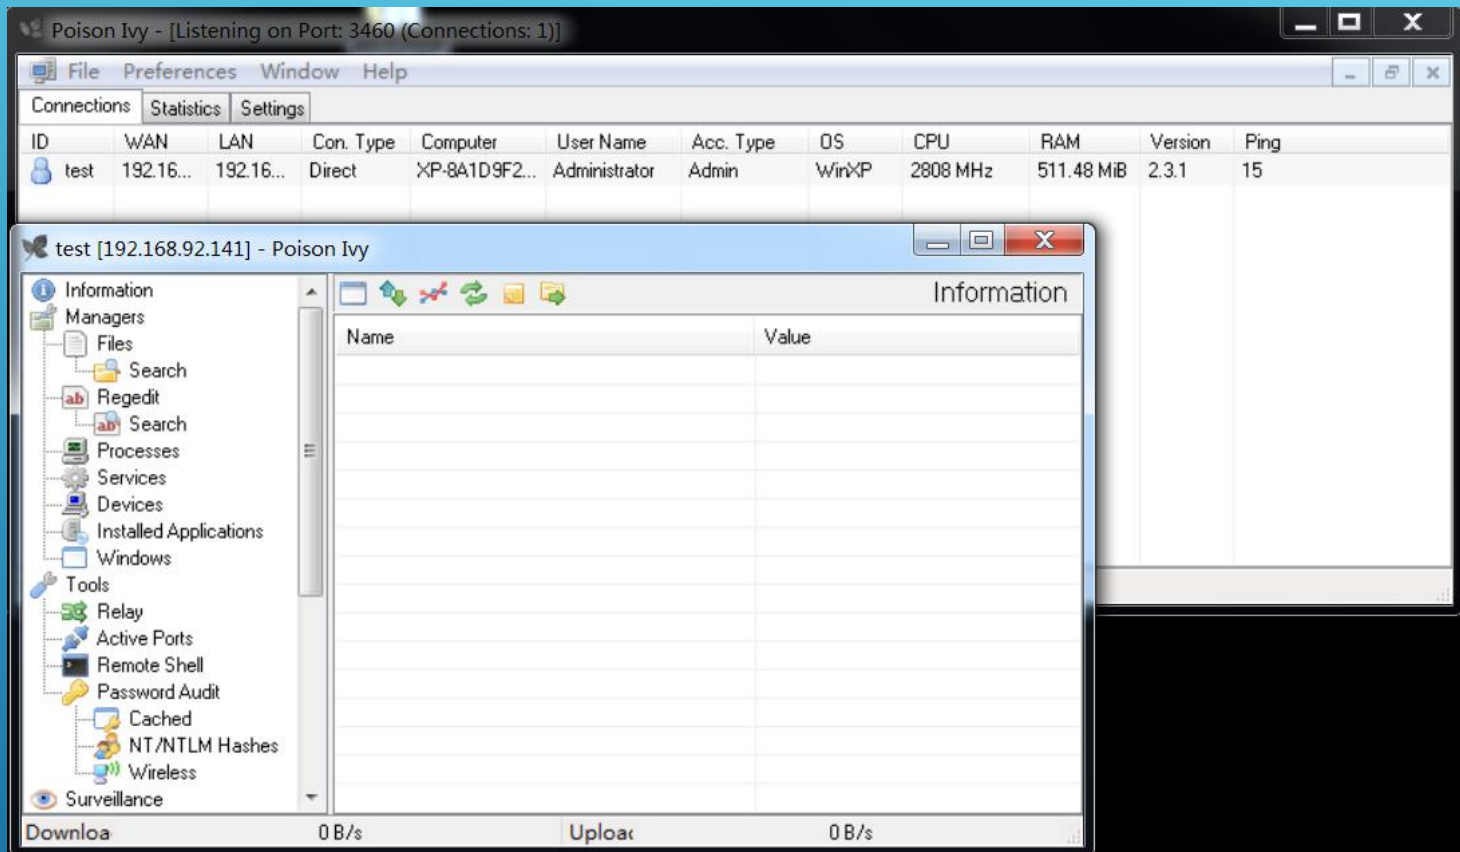 Poison Ivy - [Listening on Port: 3460 (Connections: 1)]
File Preferences Window Help
Connections Statistics Settings
ID WAN LAN Con. Type Computer User Name Acc. Type OS CPU RAM Version Ping
test 192.16... 192.16... Direct XP-8A1D9F2... Administrator Admin WinXP 2808 MHz 511.48 MiB 2.3.1 15
test [192.168.92.141] - Poison Ivy
Information
Managers
Files
Search
Regedit
Search
Processes
Services
Devices
Installed Applications
Windows
Tools
Relay
Active Ports
Remote Shell
Password Audit
Cached
NT/NTLM Hashes
Wireless
Surveillance
Information
Name Value
Downloa 0 B/s Uploac 0 B/s